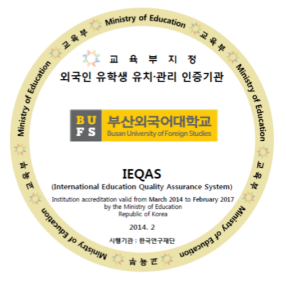 Ministry of Education
교육부
Ministry of Education
교육부
Ministry of Education
교육부
Ministry of Education
교육부
Ministry of Education
교육부
교육부지정
외국인 유학생 유치·관리 인증기관
BU
FS
부산외국어대학교
Busan University of Foreign Studies
IEQAS
(International Education Quality Assurance System)
Institution accreditation valid from March 2014 to February 2017
by the Ministry of Education
Republic of Korea
2014. 2
시행기관 : 한국연구재단